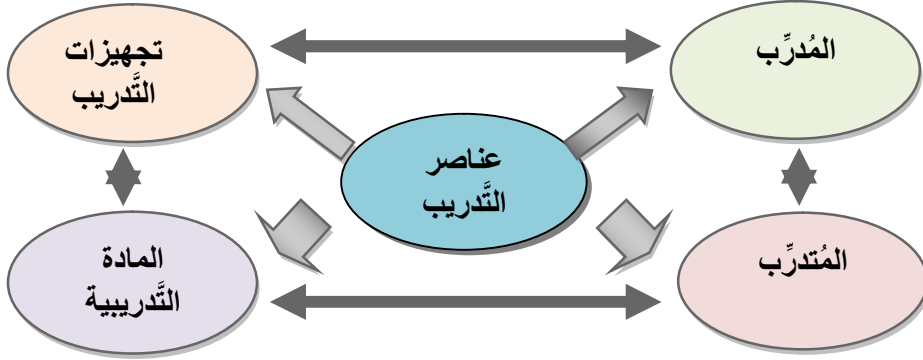 المُدرِّب
تجهيزات
التَّدريب
عناصر
التَّدريب
المُتدرِّب
المادة
التَّدريبية